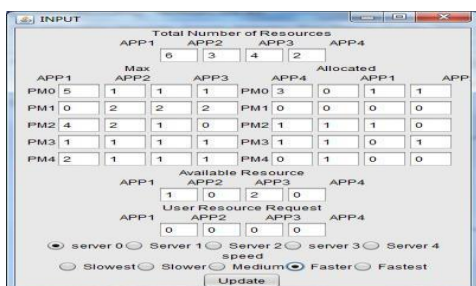 INPUT
Total Number of Resources
APP1 APP2 APP3 APP4
6 3 4 2
Max Allocated
APP1 APP2 APP3 APP4 APP1 APP
PM0 5 1 1 1 PM0 3 0 1 1
PM1 0 2 2 2 PM1 0 0 0 0
PM2 4 2 1 0 PM2 1 1 1 0
PM3 1 1 1 1 PM3 1 1 0 1
PM4 2 1 1 1 PM4 0 1 0 0
Available Resource
APP1 APP2 APP3 APP4
1 0 2 0
User Resource Request
APP1 APP2 APP3 APP4
0 0 0 0
server 0 Server 1 Server 2 server 3 Server 4
speed
Slowest Slower Medium Faster Fastest
Update